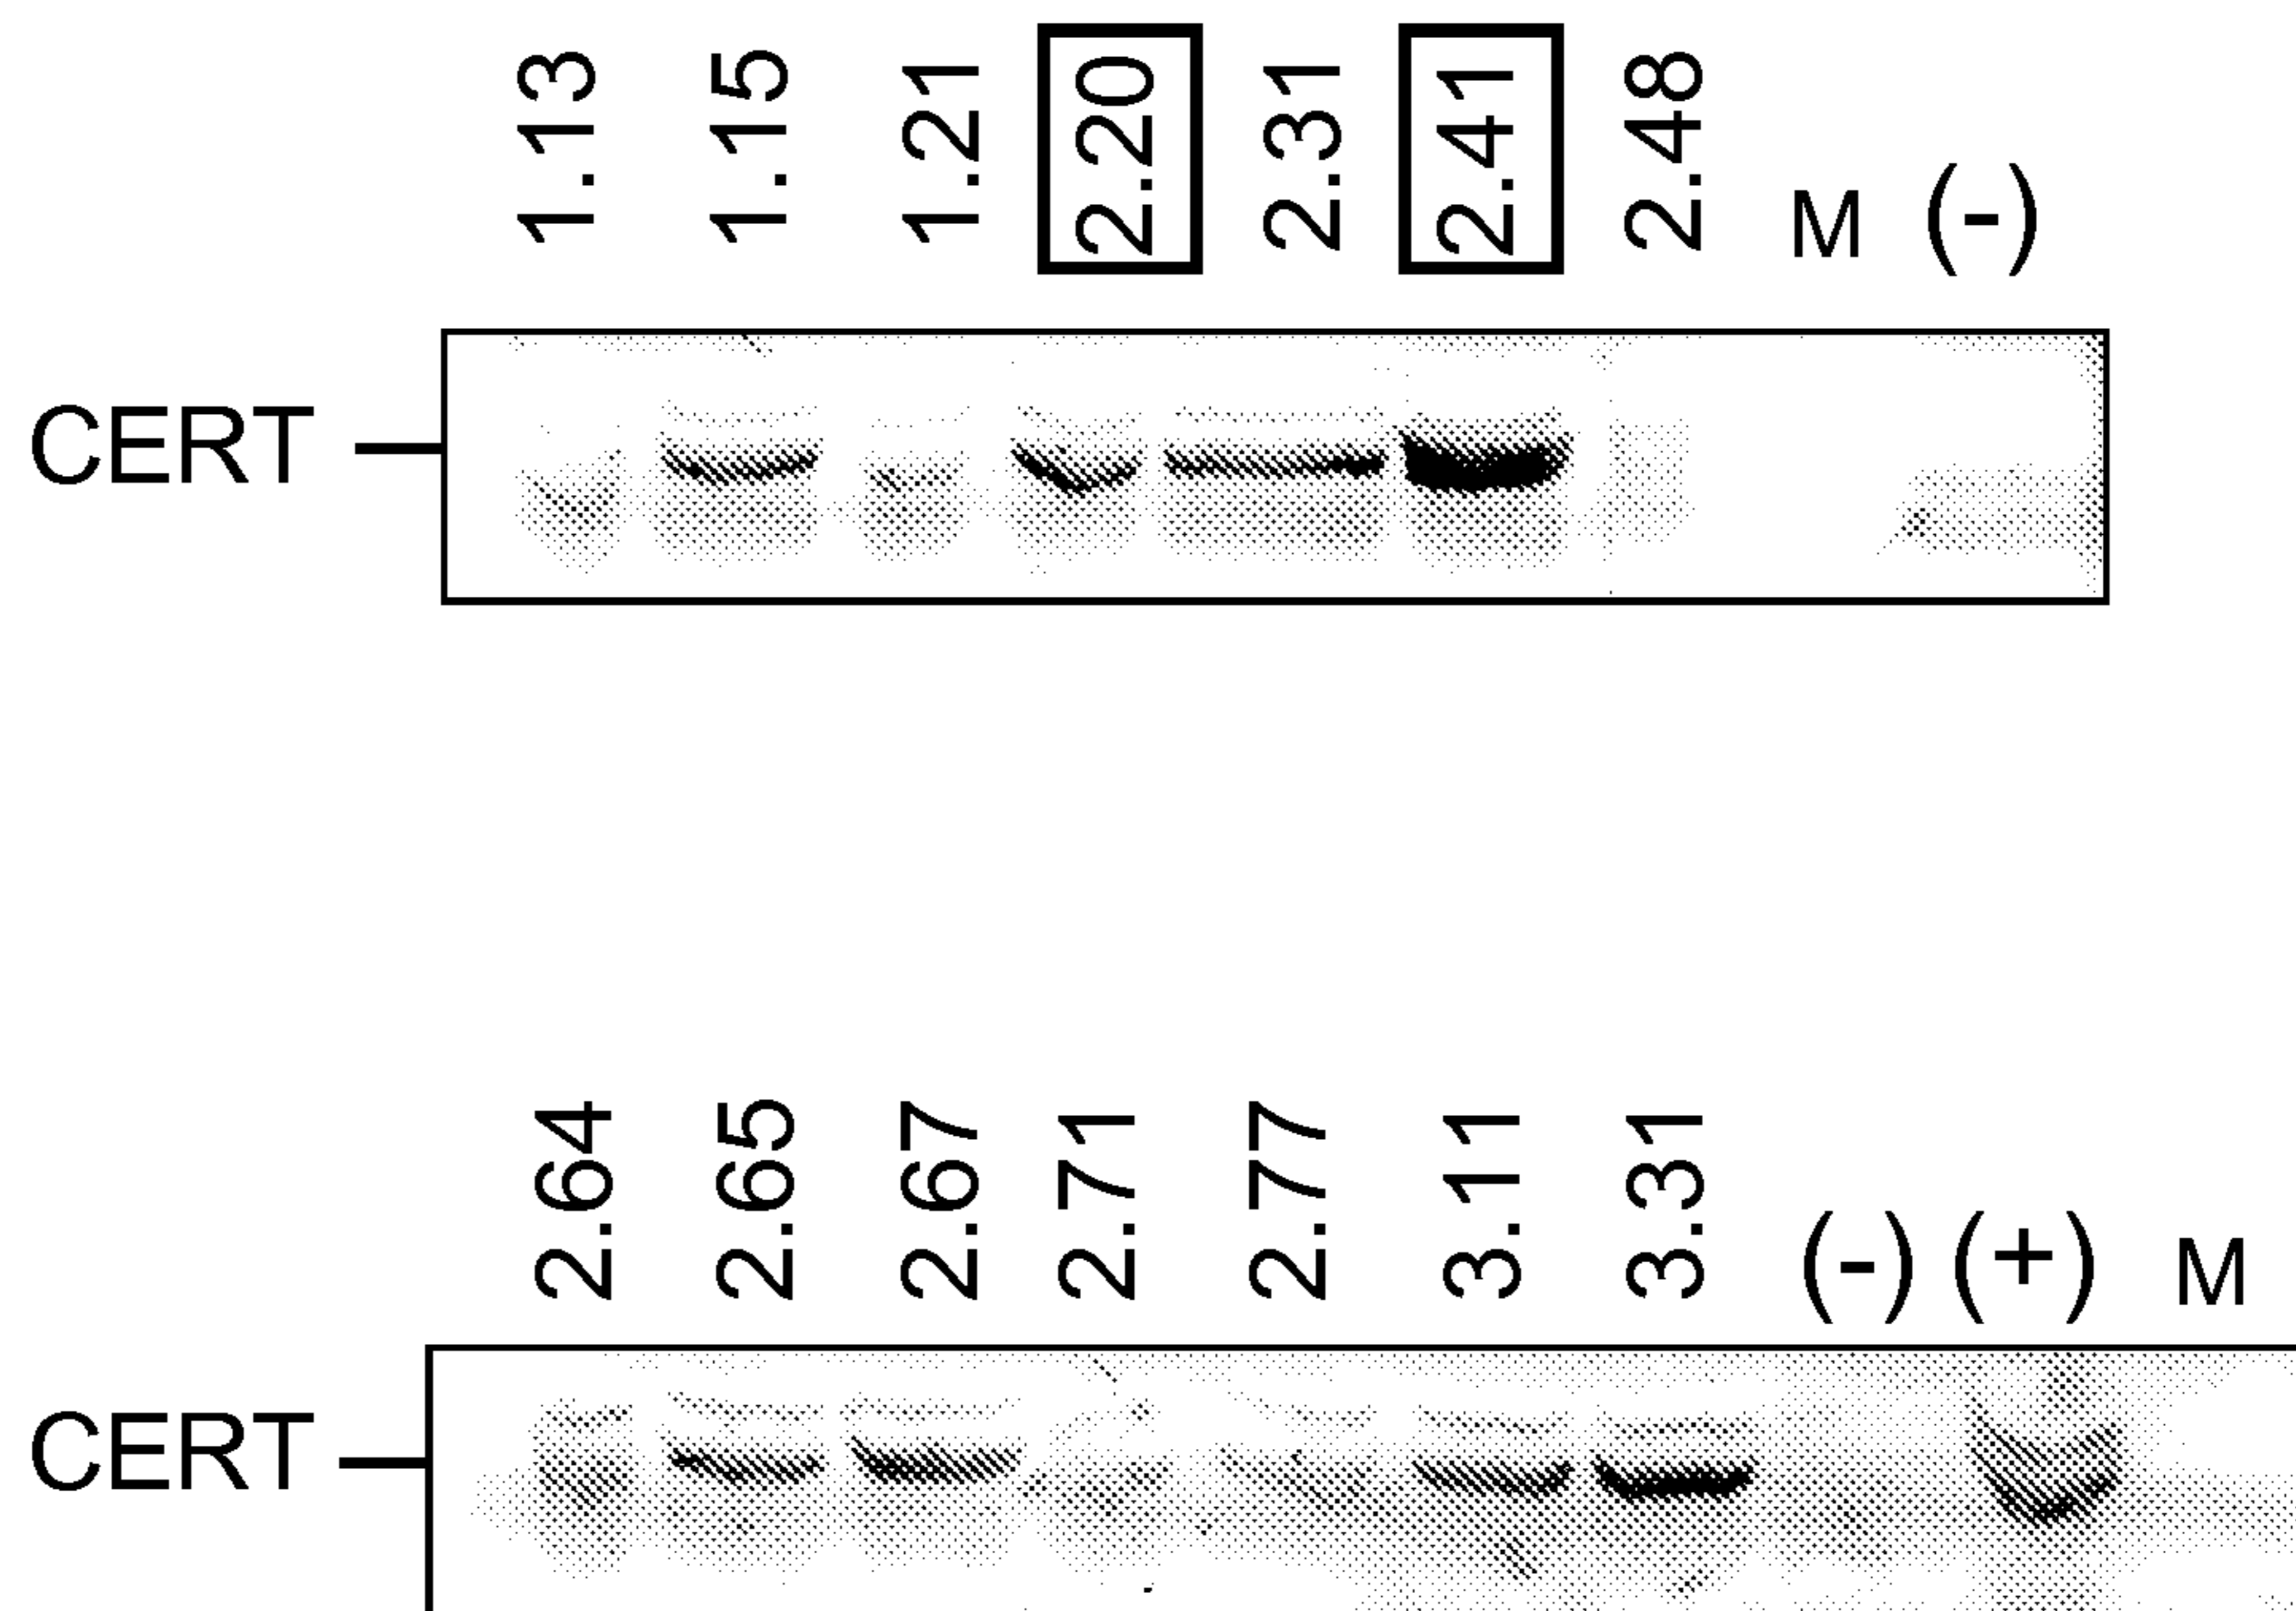 1.13 1.15 1.21 2.20 2.31 2.41 2.48 M (-)
CERT
2.64 2.65 2.67 2.71 2.77 3.11 3.31 (-) (+) M
CERT